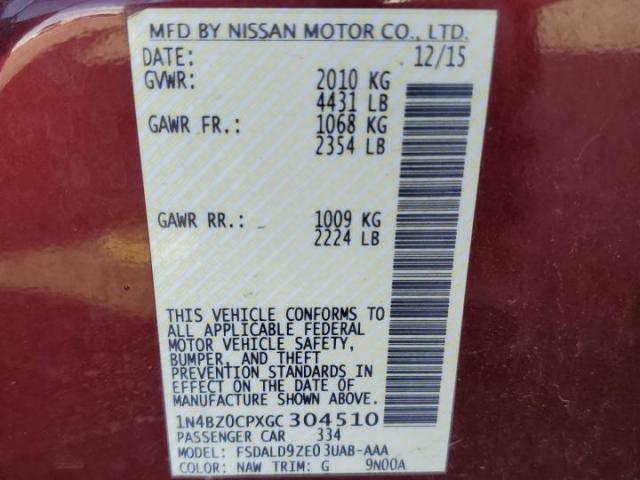 MFD BY NISSAN MOTOR CO., LTD.
DATE: 12/15
GVWR: 2010 KG
4431 LB
GAWR FR.: 1068 KG
2354 LB
GAWR RR.: 1009 KG
2224 LB
THIS VEHICLE CONFORMS TO
ALL APPLICABLE FEDERAL
MOTOR VEHICLE SAFETY,
BUMPER, AND THEFT
PREVENTION STANDARDS IN
EFFECT ON THE DATE OF
MANUFACTURE SHOWN ABOVE.
1N4BZ0CPXGC304510
PASSENGER CAR 334
MODEL: FSDALD9ZE03UAB-AAA
COLOR: NAW TRIM: G 9N00A